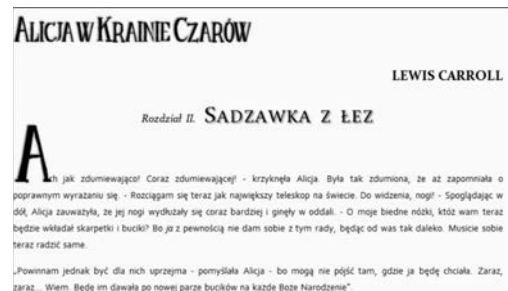 ALICJA W KRAINIE CZARÓW
LEWIS CARROLL
Rozdział II. SADZAWKA Z ŁEZ
Ach jak zdumiewająco! Coraz zdumiewającej! - krzyknęła Alicja. Była tak zdumiona, że aż zapomniała o
poprawnym wyrażaniu się. - Rozciągam się teraz jak największy teleskop na świecie. Do widzenia, nogi! - Spoglądając w
dół, Alicja zauważyła, że jej nogi wydłużały się coraz bardziej i ginęły w oddali. - O moje biedne nóżki, któż wam teraz
będzie wkładał skarpetki i buciki? Bo ja z pewnością nie dam sobie z tym rady, będąc od was tak daleko. Musicie sobie
teraz radzić same.
„Powinnam jednak być dla nich uprzejma - pomyślała Alicja - bo mogą nie pójść tam, gdzie ja będę chciała. Zaraz,
zaraz... Wiem. Będę im dawała po nowej parze bucików na każde Boże Narodzenie”.